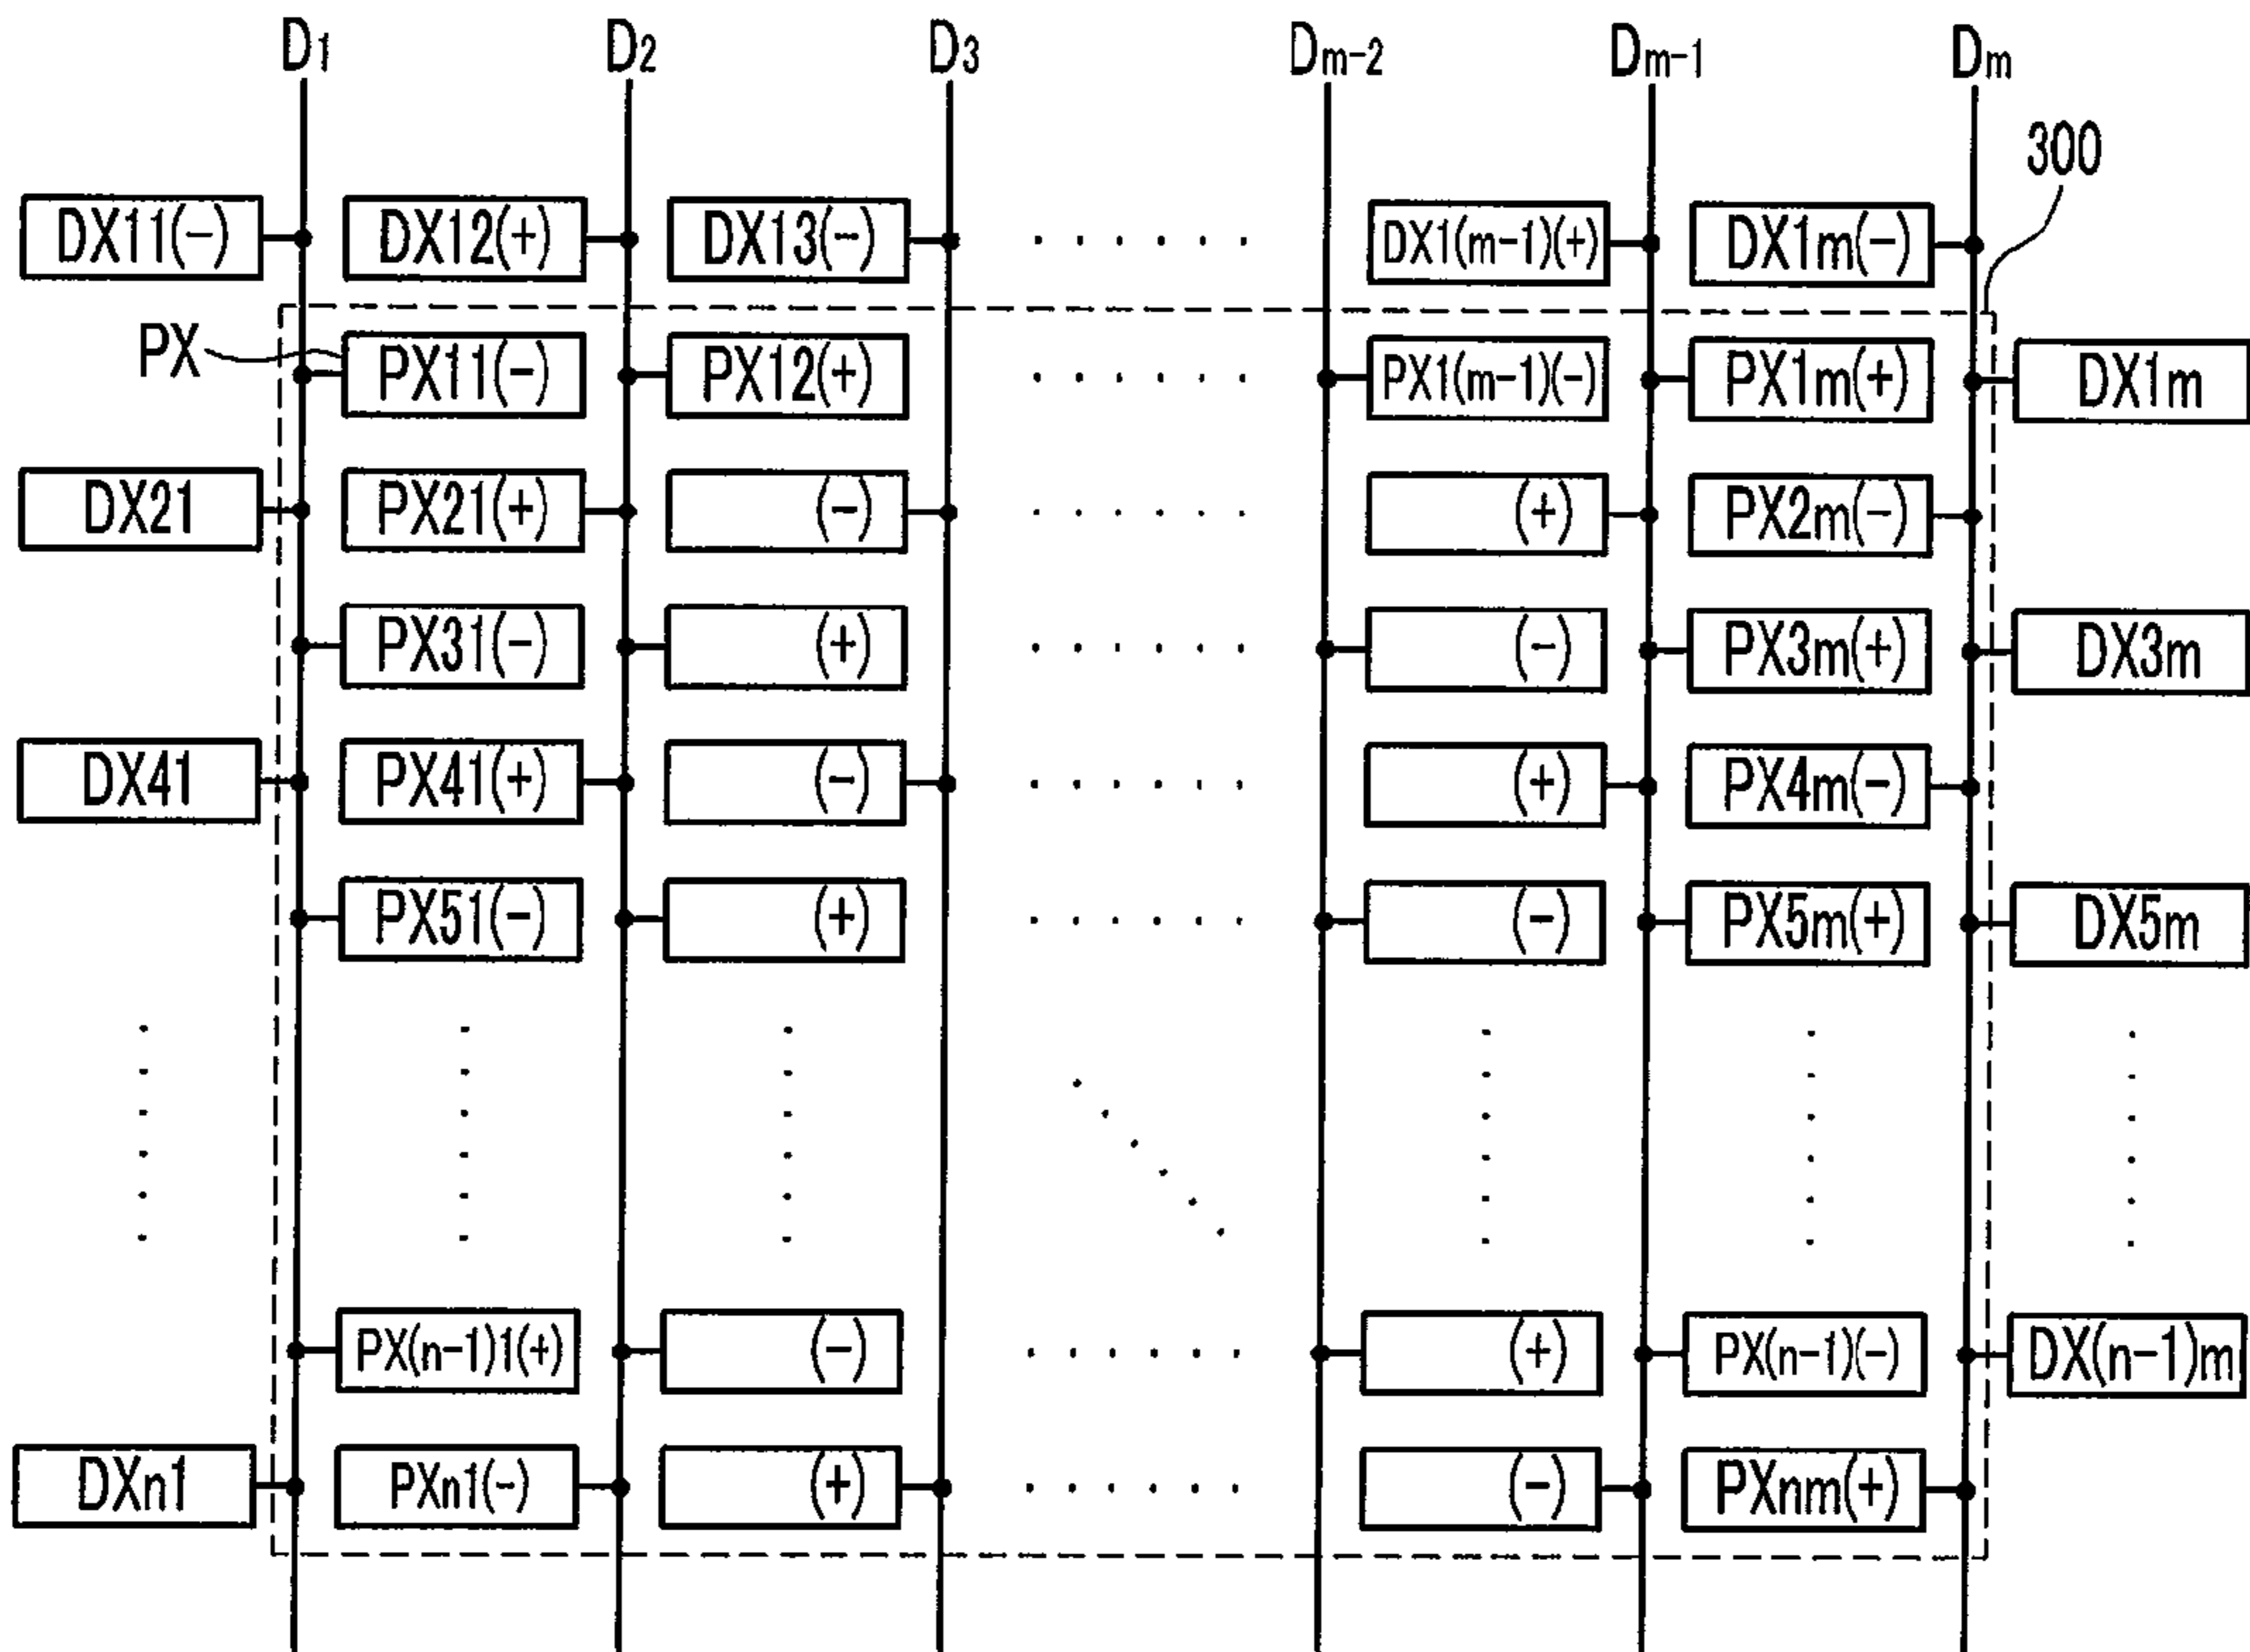 D1 D2 D3 Dm-2 Dm-1 Dm
300
DX11(-) DX12(+) DX13(-) DX1(m-1)(+) DX1m(-)
PX PX11(-) PX12(+) PX1(m-1)(-) PX1m(+) DX1m
DX21 PX21(+) (-) (+) PX2m(-)
PX31(-) (+) (-) PX3m(+) DX3m
DX41 PX41(+) (-) (+) PX4m(-)
PX51(-) (+) (-) PX5m(+) DX5m
PX(n-1)1(+) (-) (+) PX(n-1)(-) DX(n-1)m
DXn1 PXn1(-) (+) (-) PXnm(+)